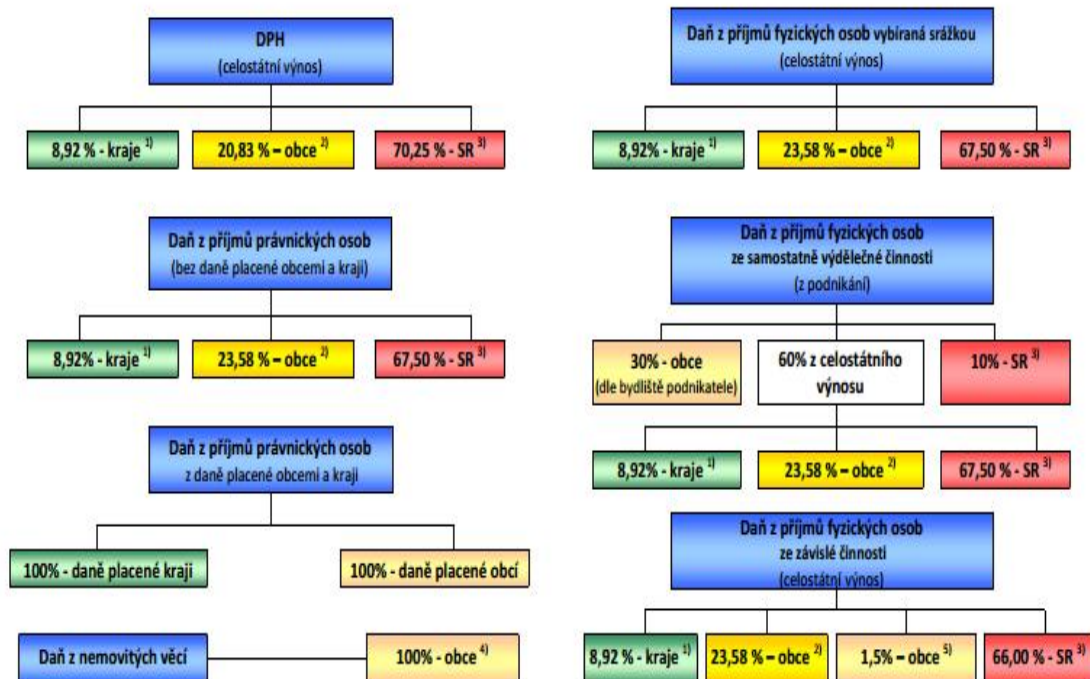 DPH
(celostátní výnos)
8,92 % - kraje 1)
20,83 % – obce 2)
70,25 % - SR 3)
Daň z příjmů právnických osob
(bez daně placené obcemi a kraji)
8,92% - kraje 1)
23,58 % – obce 2)
67,50 % - SR 3)
Daň z příjmů právnických osob
z daně placené obcemi a kraji
100% - daně placené kraji
100% - daně placené obcí
Daň z nemovitých věcí
100% - obce 4)
Daň z příjmů fyzických osob vybíraná srážkou
(celostátní výnos)
8,92% - kraje 1)
23,58 % – obce 2)
67,50 % - SR 3)
Daň z příjmů fyzických osob
ze samostatně výdělečné činnosti
(z podnikání)
30% - obce
(dle bydliště podnikatele)
60% z celostátního
výnosu
10% - SR 3)
8,92% - kraje 1)
23,58 % – obce 2)
67,50 % - SR 3)
Daň z příjmů fyzických osob
ze závislé činnosti
(celostátní výnos)
8,92 % - kraje 1)
23,58 % – obce 2)
1,5% – obce 5)
66,00 % - SR 3)